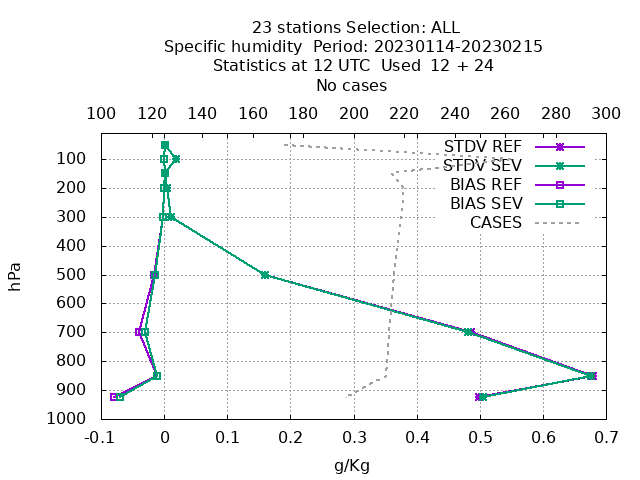 23 stations Selection: ALL
Specific humidity  Period: 20230114-20230215
Statistics at 12 UTC  Used  12 + 24
No cases
100 120 140 160 180 200 220 240 260 280 300
STDV REF
STDV SEV
BIAS REF
BIAS SEV
CASES
100
200
300
400
500
600
700
800
900
1000
hPa
-0.1 0 0.1 0.2 0.3 0.4 0.5 0.6 0.7
g/Kg